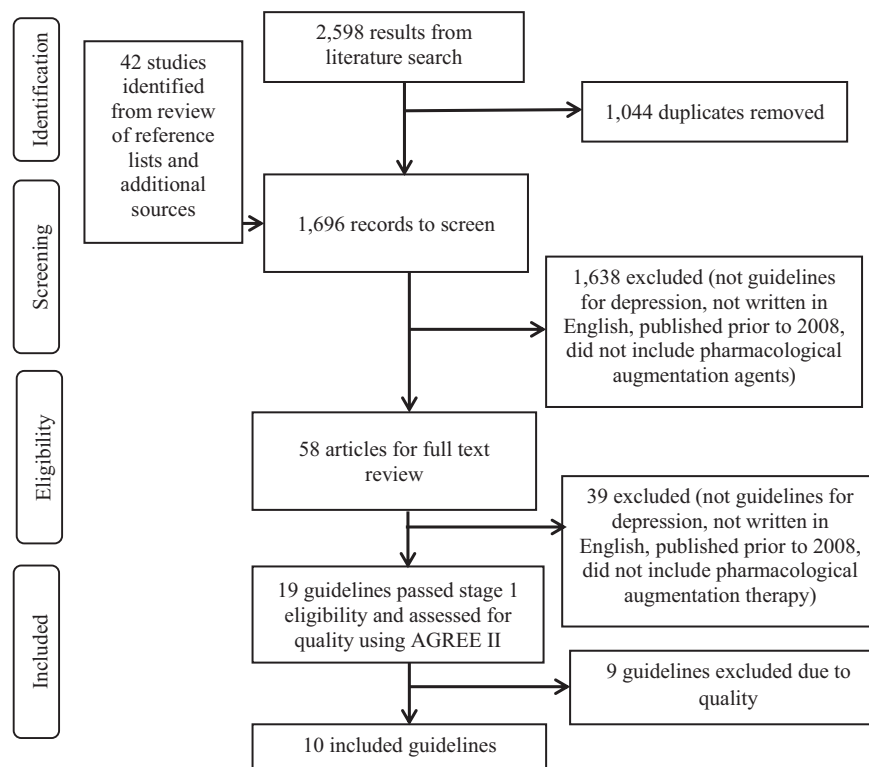 Identification
Screening
Eligibility
Included
42 studies
identified
from review
of reference
lists and
additional
sources
2,598 results from
literature search
1,044 duplicates removed
1,696 records to screen
1,638 excluded (not guidelines
for depression, not written in
English, published prior to 2008,
did not include pharmacological
augmentation agents)
58 articles for full text
review
39 excluded (not guidelines for
depression, not written in
English, published prior to 2008,
did not include pharmacological
augmentation therapy)
19 guidelines passed stage 1
eligibility and assessed for
quality using AGREE II
9 guidelines excluded due to
quality
10 included guidelines